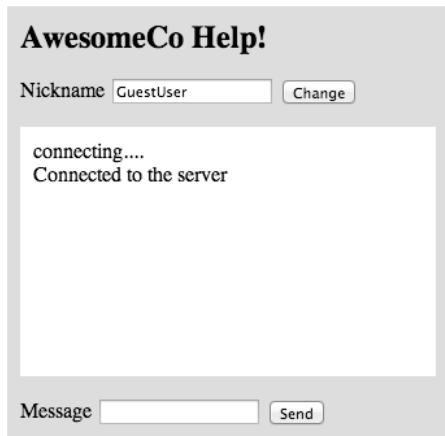 AwesomeCo Help!
Nickname GuestUser Change
connecting....
Connected to the server
Message Send